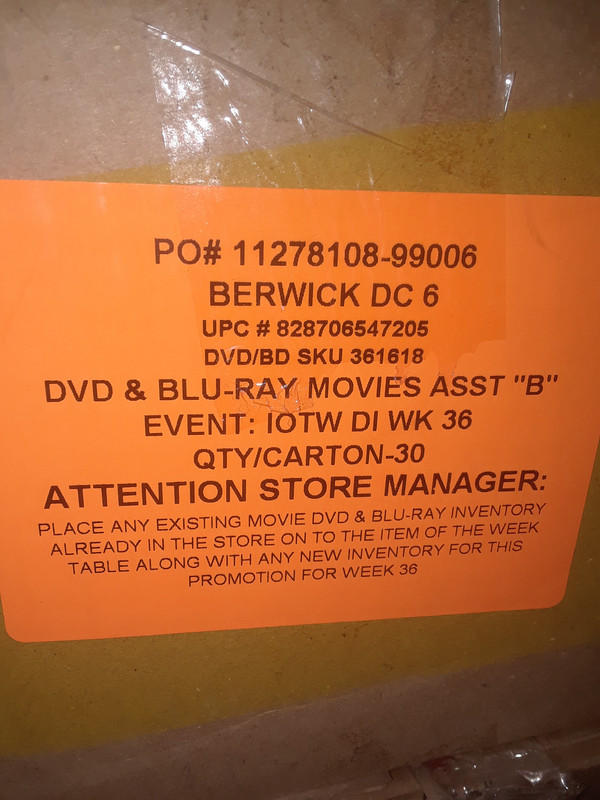 PO# 11278108-99006
BERWICK DC 6
UPC # 828706547205
DVD/BD SKU 361618
DVD & BLU-RAY MOVIES ASST "B"
EVENT: IOTW DI WK 36
QTY/CARTON-30
ATTENTION STORE MANAGER:
PLACE ANY EXISTING MOVIE DVD & BLU-RAY INVENTORY
ALREADY IN THE STORE ON TO THE ITEM OF THE WEEK
TABLE ALONG WITH ANY NEW INVENTORY FOR THIS
PROMOTION FOR WEEK 36